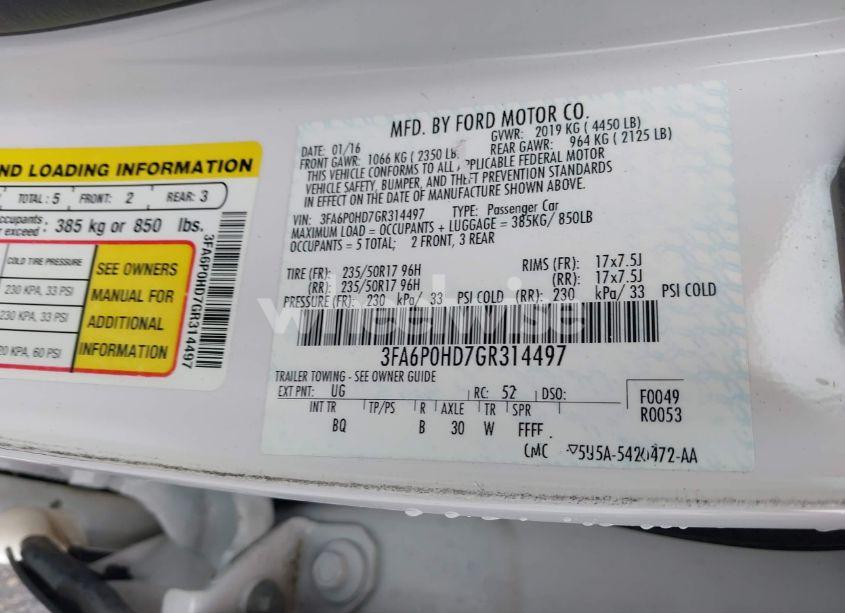 ND LOADING INFORMATION
TOTAL : 5 FRONT: 2 REAR: 3
ccupants
exceed : 385 kg or 850 lbs.
COLD TIRE PRESSURE
230 KPA, 33 PSI
230 KPA, 33 PSI
20 KPA, 60 PSI
SEE OWNERS
MANUAL FOR
ADDITIONAL
INFORMATION
3FA6P0HD7GR314497
MFD. BY FORD MOTOR CO.
DATE: 01/16 GVWR: 2019 KG ( 4450 LB)
FRONT GAWR: 1066 KG ( 2350 LB REAR GAWR: 964 KG ( 2125 LB)
THIS VEHICLE CONFORMS TO ALL APPLICABLE FEDERAL MOTOR
VEHICLE SAFETY, BUMPER, AND THEFT PREVENTION STANDARDS
IN EFFECT ON THE DATE OF MANUFACTURE SHOWN ABOVE.
VIN: 3FA6P0HD7GR314497 TYPE: Passenger Car
MAXIMUM LOAD = OCCUPANTS + LUGGAGE = 385KG/ 850LB
OCCUPANTS = 5 TOTAL; 2 FRONT, 3 REAR
TIRE (FR): 235/50R17 96H RIMS (FR): 17x7.5J
(RR): 235/50R17 96H (RR): 17x7.5J
PRESSURE (FR): 230 kPa/ 33 PSI COLD (RR): 230 kPa/ 33 PSI COLD
wheelwise
3FA6P0HD7GR314497
TRAILER TOWING - SEE OWNER GUIDE
EXT PNT: UG RC: 52 DSO:
F0049
R0053
INT TR TP/PS R AXLE TR SPR
BQ B 30 W FFFF
CMC 5U5A-5420472-AA